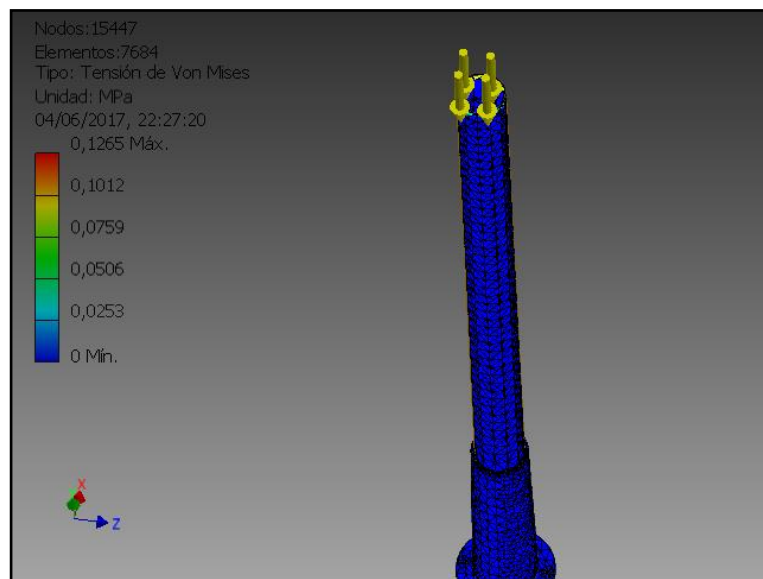 Nodos:15447
Elementos:7684
Tipo: Tensión de Von Mises
Unidad: MPa
04/06/2017, 22:27:20
0,1265 Máx.
0,1012
0,0759
0,0506
0,0253
0 Mín.
X
Z